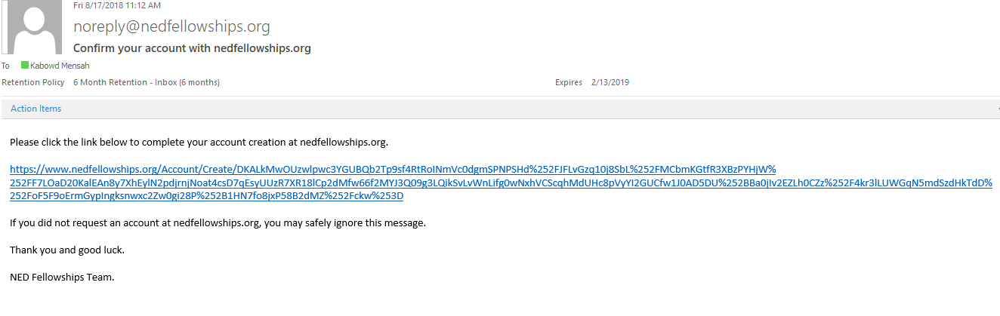 Fri 8/17/2018 11:12 AM
noreply@nedfellowships.org
Confirm your account with nedfellowships.org
To Kabowd Mensah
Retention Policy 6 Month Retention - Inbox (6 months) Expires 2/13/2019
Action Items
Please click the link below to complete your account creation at nedfellowships.org.
https://www.nedfellowships.org/Account/Create/DKALkMwOUzwlpwc3YGUBQb2Tp9sf4RtRoINmVc0dgmSPNPSHd%252FJFLvGzq10j8SbL%252FMCbmKGtfR3XBzPYHjW%
252FF7LOaD20KalEAn8y7XhEylN2pdjrnjNoat4csD7qEsyUUzR7XR18lCp2dMfw66f2MYJ3Q09g3LQikSvLvWnLifg0wNxhVCScqhMdUHc8pVyYI2GUCfw1J0AD5DU%252BBa0jIv2EZLh0CZz%252F4kr3lLUWGqN5mdSzdHkTdD%
252FoF5F9oErmGypIngksnwxc2Zw0gi28P%252B1HN7fo8jxP58B2dMZ%252Fckw%253D
If you did not request an account at nedfellowships.org, you may safely ignore this message.
Thank you and good luck.
NED Fellowships Team.